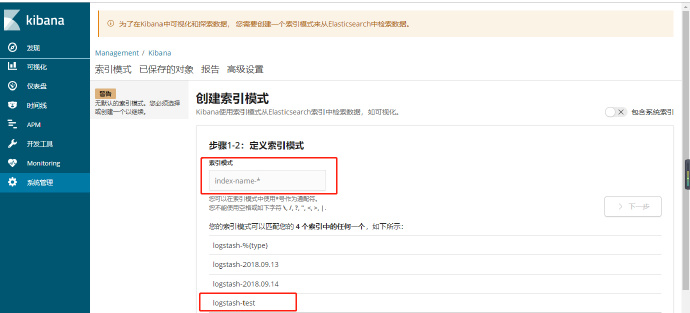 kibana
发现
可视化
仪表盘
时间线
APM
开发工具
Monitoring
系统管理
为了在Kibana中可视化和探索数据， 您需要创建一个索引模式来从Elasticsearch中检索数据。
Management / Kibana
索引模式 已保存的对象 报告 高级设置
警告
无默认的索引模式。您必须选择
或创建一个以继续。
创建索引模式
Kibana使用索引模式从Elasticsearch索引中检索数据，如可视化。
包含系统索引
步骤1-2：定义索引模式
索引模式
index-name-*
您可以在索引模式中使用*号作为通配符。
您不能使用空格或如下字符 \, /, ?, ", <, >, | .
下一步
您的索引模式可以匹配您的 4 个索引中的任何一个，如下所示：
logstash-%{type}
logstash-2018.09.13
logstash-2018.09.14
logstash-test